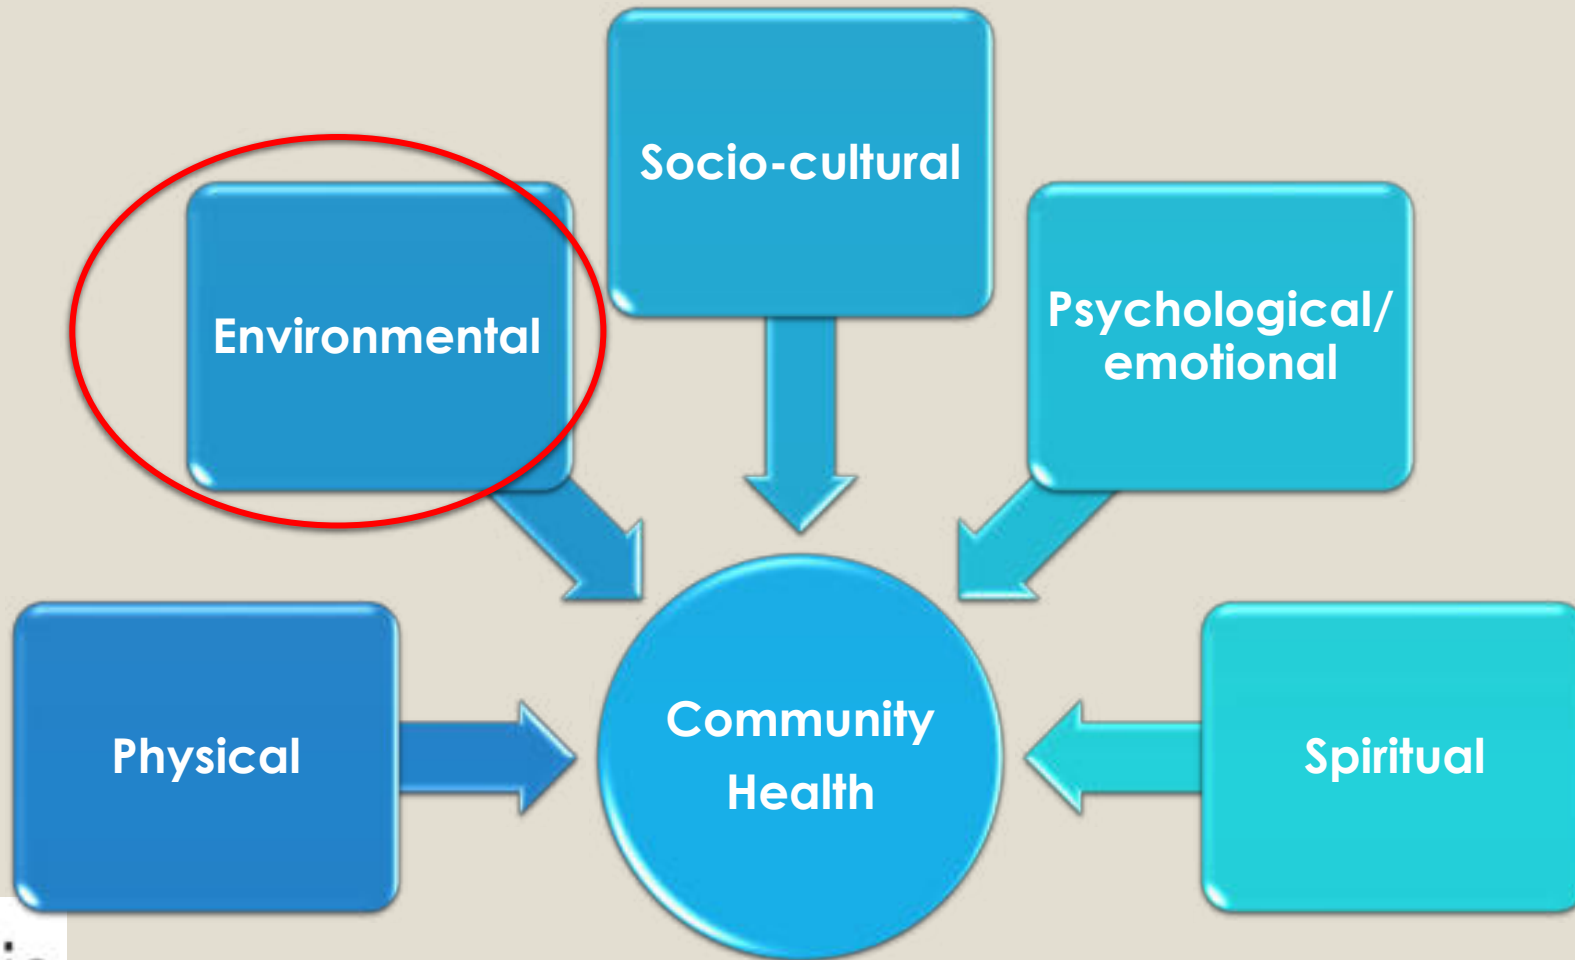 Socio-cultural
Environmental
Psychological/
emotional
Physical
Community
Health
Spiritual